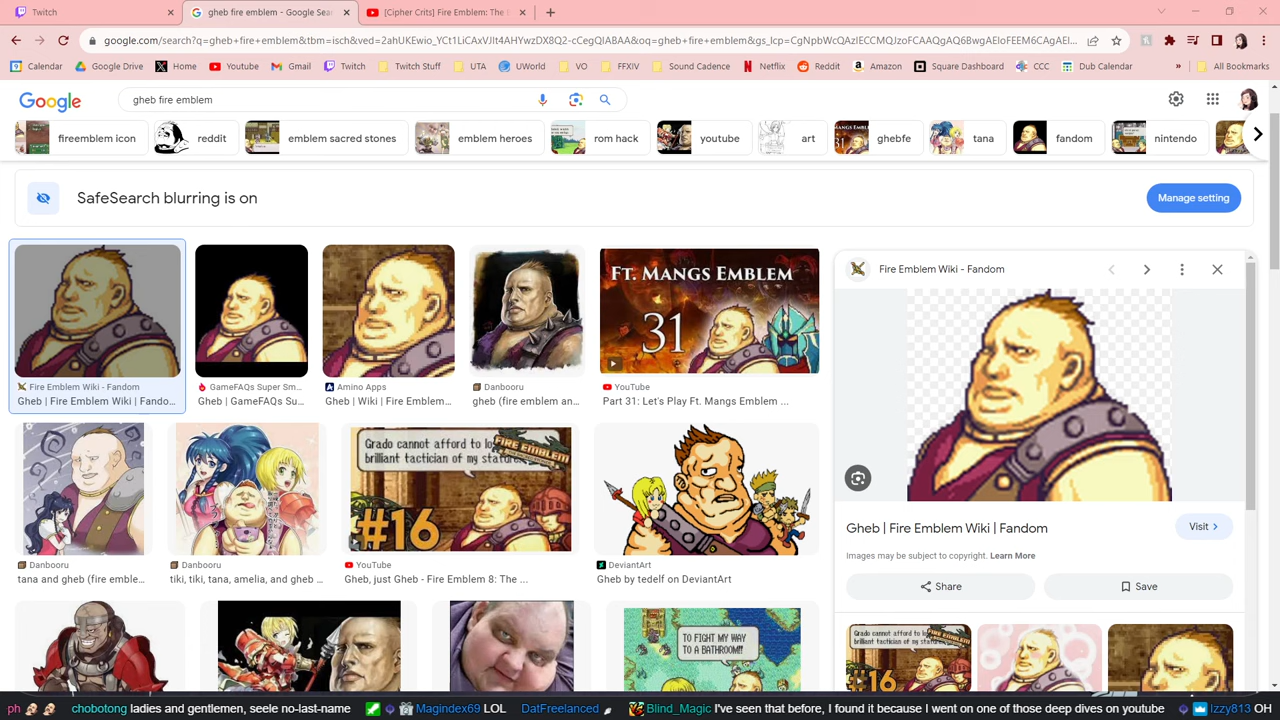 Twitch
gheb fire emblem - Google Sear
[Cipher Crits] Fire Emblem: The B
google.com/search?q=gheb+fire+emblem&tbm=isch&ved=2ahUKEwio_YCt1LiCAxVJIt4AHYwzDX8Q2-cCegQIABAA&oq=gheb+fire+emblem&gs_lcp=CgNpbWcQAzIECCMQJzoFCAAQgAQ6BwgAEIoFEEM6CAgAEI...
Calendar
Google Drive
Home
Youtube
Gmail
Twitch
Twitch Stuff
UTA
UWorld
VO
FFXIV
Sound Cadence
Netflix
Reddit
Amazon
Square Dashboard
CCC
Dub Calendar
»
All Bookmarks
Google
gheb fire emblem
fireemblem icon
reddit
emblem sacred stones
emblem heroes
rom hack
youtube
art
ghebfe
tana
fandom
nintendo
SafeSearch blurring is on
Manage setting
Fire Emblem Wiki - Fandom
FT. MANGS EMBLEM
31
Fire Emblem Wiki - Fandom
Gheb | Fire Emblem Wiki | Fando...
GameFAQs Super Sm...
Gheb | GameFAQs Su...
Amino Apps
Gheb | Wiki | Fire Emblem...
Danbooru
gheb (fire emblem an...
YouTube
Part 31: Let's Play Ft. Mangs Emblem ...
Grado cannot afford to lo
brilliant tactician of my stature
FIRE EMBLEM
#16
Gheb | Fire Emblem Wiki | Fandom
Visit
Images may be subject to copyright. Learn More
Share
Save
Danbooru
tana and gheb (fire emble...
Danbooru
tiki, tiki, tana, amelia, and gheb ...
YouTube
Gheb, just Gheb - Fire Emblem 8: The ...
DeviantArt
Gheb by tedelf on DeviantArt
TO FIGHT MY WAY
TO A BATHROOM!!
Grado cannot afford to lo
brilliant tactician of my stature
#16
ph
chobotong ladies and gentlemen, seele no-last-name
Magindex69 LOL
DatFreelanced
Blind_Magic I've seen that before, I found it because I went on one of those deep dives on youtube
Izzy813 OH